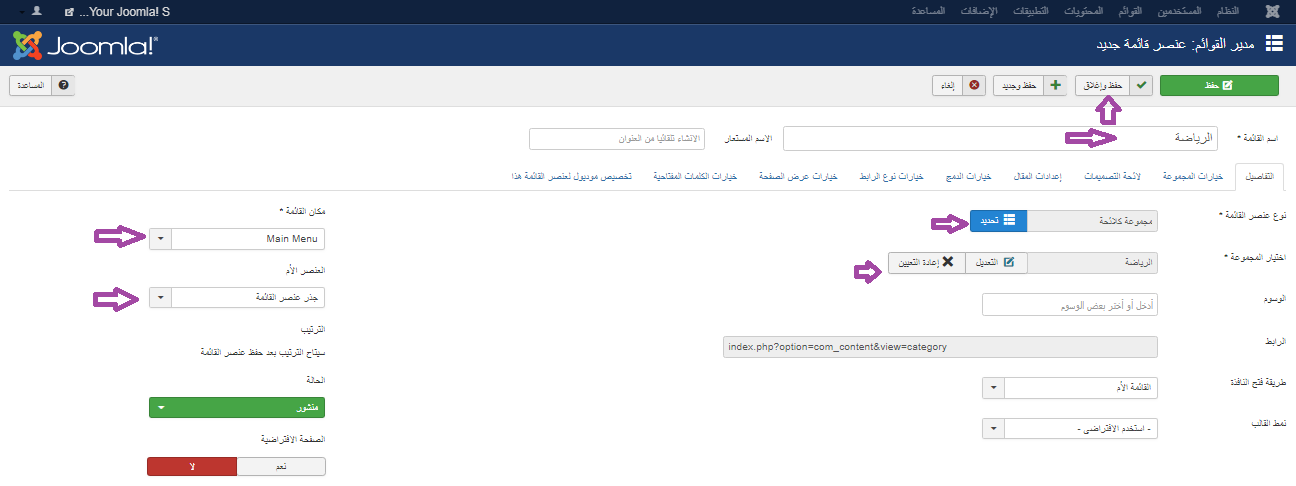 النظام المستخدمين القوائم المحتويات التطبيقات الإضافات المساعدة Your Joomla! S...
مدير القوائم: عنصر قائمة جديد Joomla!®
حفظ حفظ وإغلاق حفظ وجديد إلغاء المساعدة
اسم القائمة * الرياضة الاسم المستعار الانشاء تلقائيا من العنوان
التفاصيل خيارات المجموعة لائحة التصميمات إعدادات المقال خيارات الدمج خيارات نوع الرابط خيارات عرض الصفحة خيارات الكلمات المفتاحية تخصيص موديول لعنصر القائمة هذا
نوع عنصر القائمة * مجموعة كلائحة تحديد
اختيار المجموعة * الرياضة التعديل إعادة التعيين
الوسوم أدخل أو أختر بعض الوسوم
الرابط index.php?option=com_content&view=category
طريقة فتح النافذة القائمة الأم
نمط القالب - استخدم الافتراضى -
مكان القائمة *
Main Menu
العنصر الأم
جذر عنصر القائمة
الترتيب
سيتاح الترتيب بعد حفظ عنصر القائمة
الحالة
منشور
الصفحة الافتراضية
نعم لا